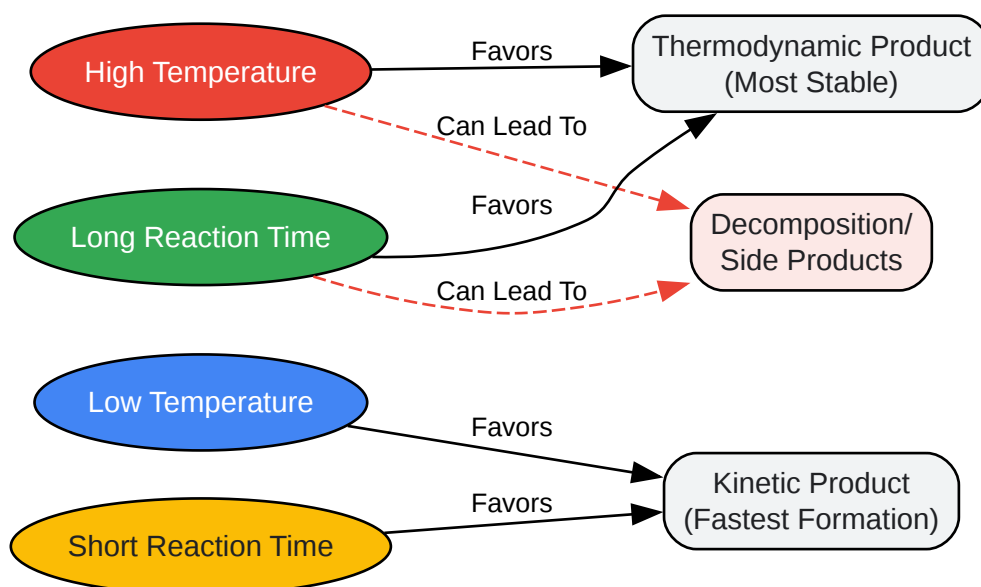 High Temperature
Favors
Thermodynamic Product
(Most Stable)
Can Lead To
Long Reaction Time
Favors
Decomposition/
Side Products
Can Lead To
Low Temperature
Favors
Kinetic Product
(Fastest Formation)
Short Reaction Time
Favors